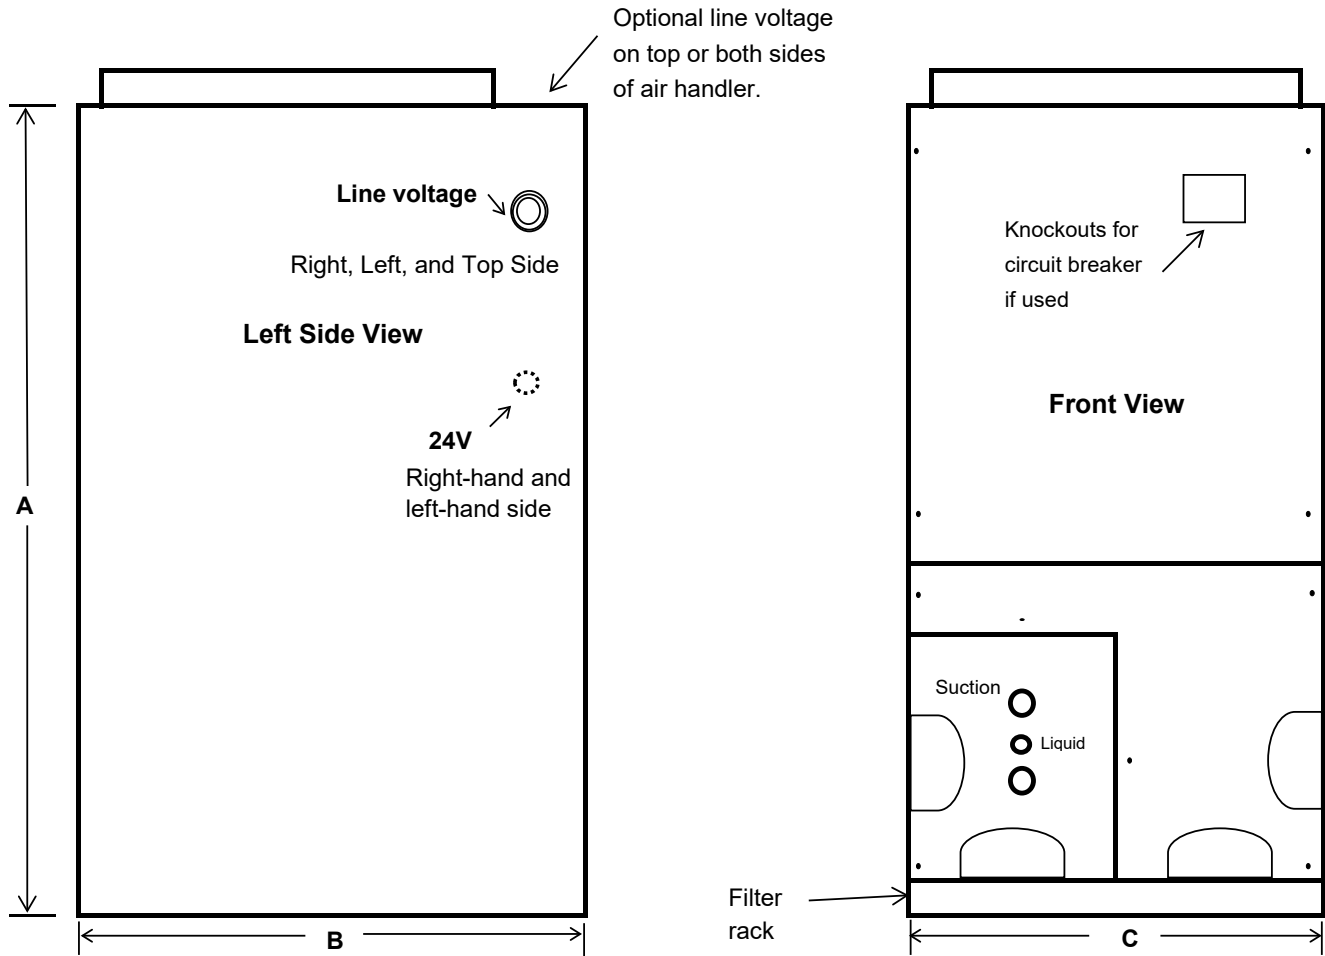 Optional line voltage
on top or both sides
of air handler.
Line voltage
Right, Left, and Top Side
Left Side View
24V
Right-hand and
left-hand side
A
B
Knockouts for
circuit breaker
if used
Front View
Suction
Liquid
Filter
rack
C